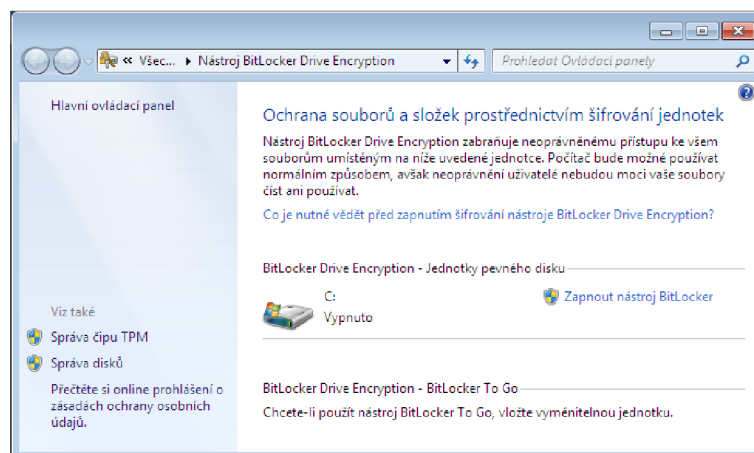 « Všec... ▸ Nástroj BitLocker Drive Encryption
Prohledat Ovládací panely
Hlavní ovládací panel
Ochrana souborů a složek prostřednictvím šifrování jednotek
Nástroj BitLocker Drive Encryption zabraňuje neoprávněnému přístupu ke všem
souborům umístěným na níže uvedené jednotce. Počítač bude možné používat
normálním způsobem, avšak neoprávnění uživatelé nebudou moci vaše soubory
číst ani používat.
Co je nutné vědět před zapnutím šifrování nástroje BitLocker Drive Encryption?
BitLocker Drive Encryption - Jednotky pevného disku
C:
Vypnuto
Zapnout nástroj BitLocker
Viz také
Správa čipu TPM
Správa disků
Přečtěte si online prohlášení o
zásadách ochrany osobních
údajů.
BitLocker Drive Encryption - BitLocker To Go
Chcete-li použít nástroj BitLocker To Go, vložte vyměnitelnou jednotku.